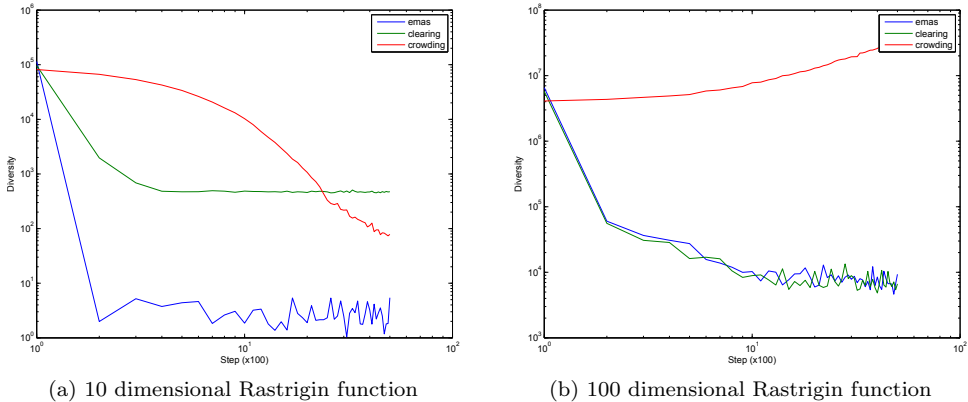 10^6
10^5
10^4
10^3
10^2
10^1
10^0
Diversity
10^0
10^1
10^2
Step (x100)
emas
clearing
crowding
(a) 10 dimensional Rastrigin function
10^8
10^7
10^6
10^5
10^4
10^3
Diversity
10^0
10^1
10^2
Step (x100)
emas
clearing
crowding
(b) 100 dimensional Rastrigin function